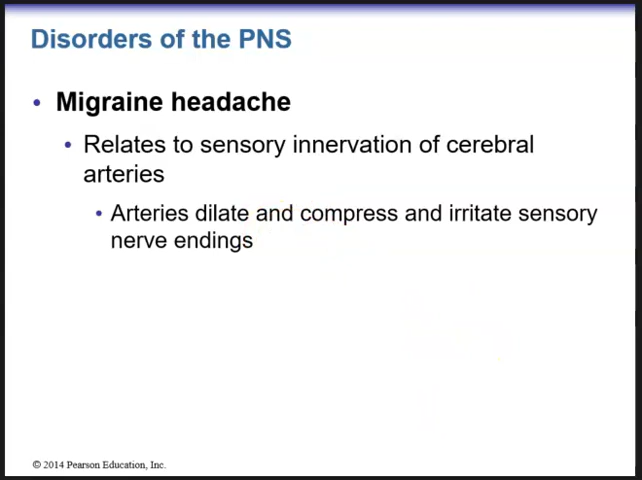 Disorders of the PNS
• Migraine headache
• Relates to sensory innervation of cerebral
arteries
• Arteries dilate and compress and irritate sensory
nerve endings
© 2014 Pearson Education, Inc.